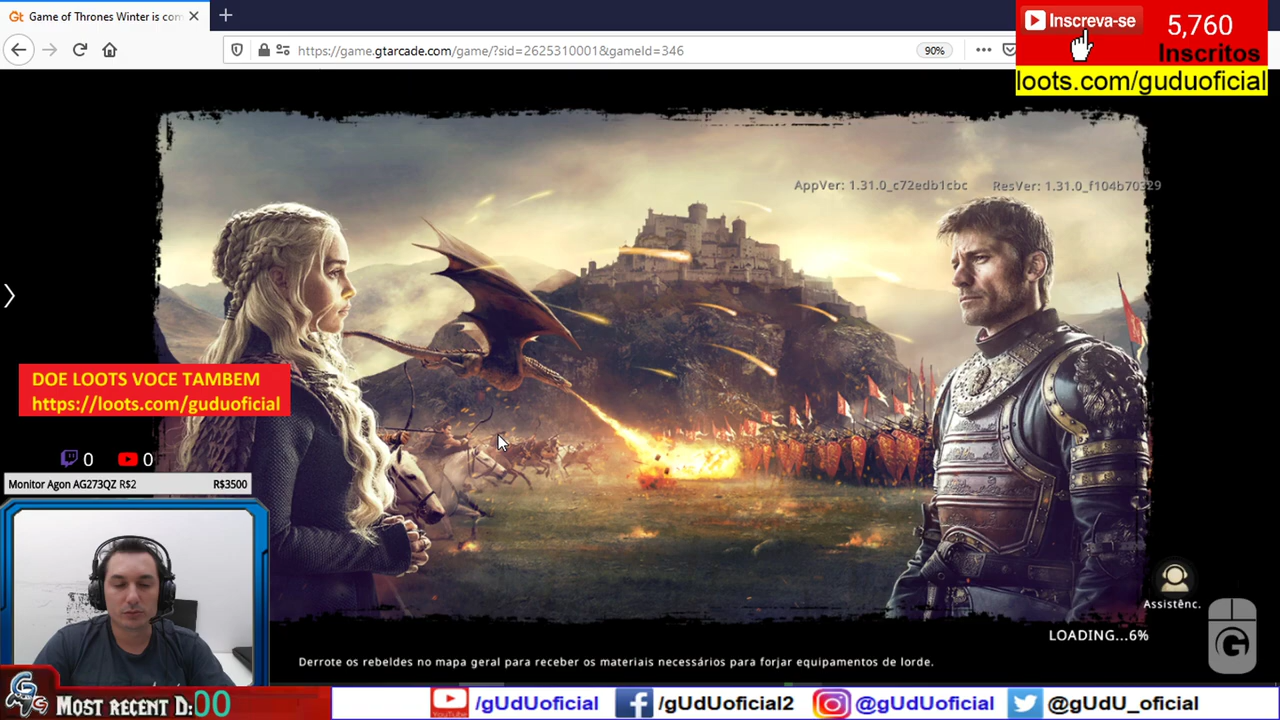 Gt Game of Thrones Winter is com
https://game.gtarcade.com/game/?sid=2625310001&gameId=346
90%
Inscreva-se
5,760
Inscritos
loots.com/guduoficial
AppVer: 1.31.0_c72edb1cbc
ResVer: 1.31.0_f104b70329
DOE LOOTS VOCE TAMBEM
https://loots.com/guduoficial
0
0
Monitor Agon AG273QZ R$2
R$3500
Assistênc.
LOADING...6%
G
Derrote os rebeldes no mapa geral para receber os materiais necessários para forjar equipamentos de lorde.
MOST RECENT D:00
YouTube
/gUdUoficial
/gUdUoficial2
@gUdUoficial
@gUdU_oficial